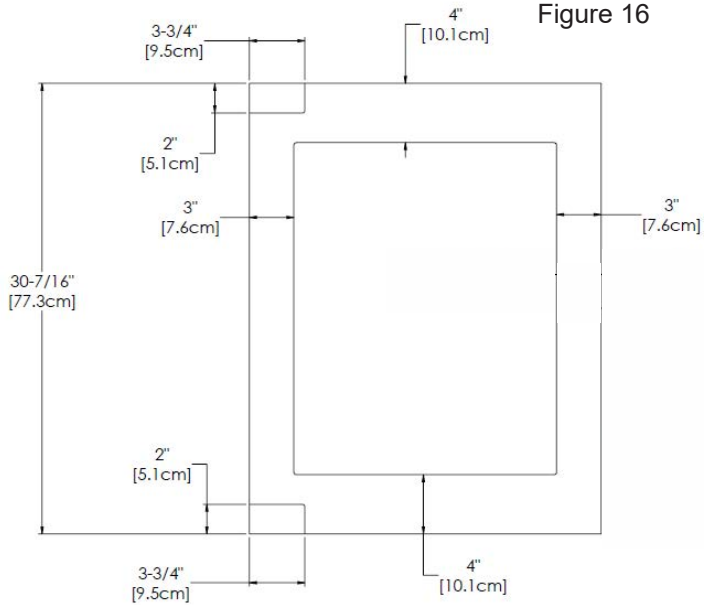 Figure 16
4"
[10.1cm]
3-3/4"
[9.5cm]
2"
[5.1cm]
3"
[7.6cm]
3"
[7.6cm]
30-7/16"
[77.3cm]
2"
[5.1cm]
3-3/4"
[9.5cm]
4"
[10.1cm]